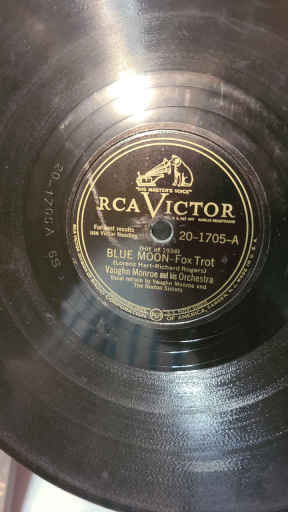 "HIS MASTER'S VOICE"
RCA VICTOR
For best results
use Victor Needles
20-1705-A
(Hit of 1934)
BLUE MOON-Fox Trot
(Lorenz Hart-Richard Rogers)
Vaughn Monroe and his Orchestra
Vocal refrain by Vaughn Monroe and
The Norton Sisters
20-1705 A